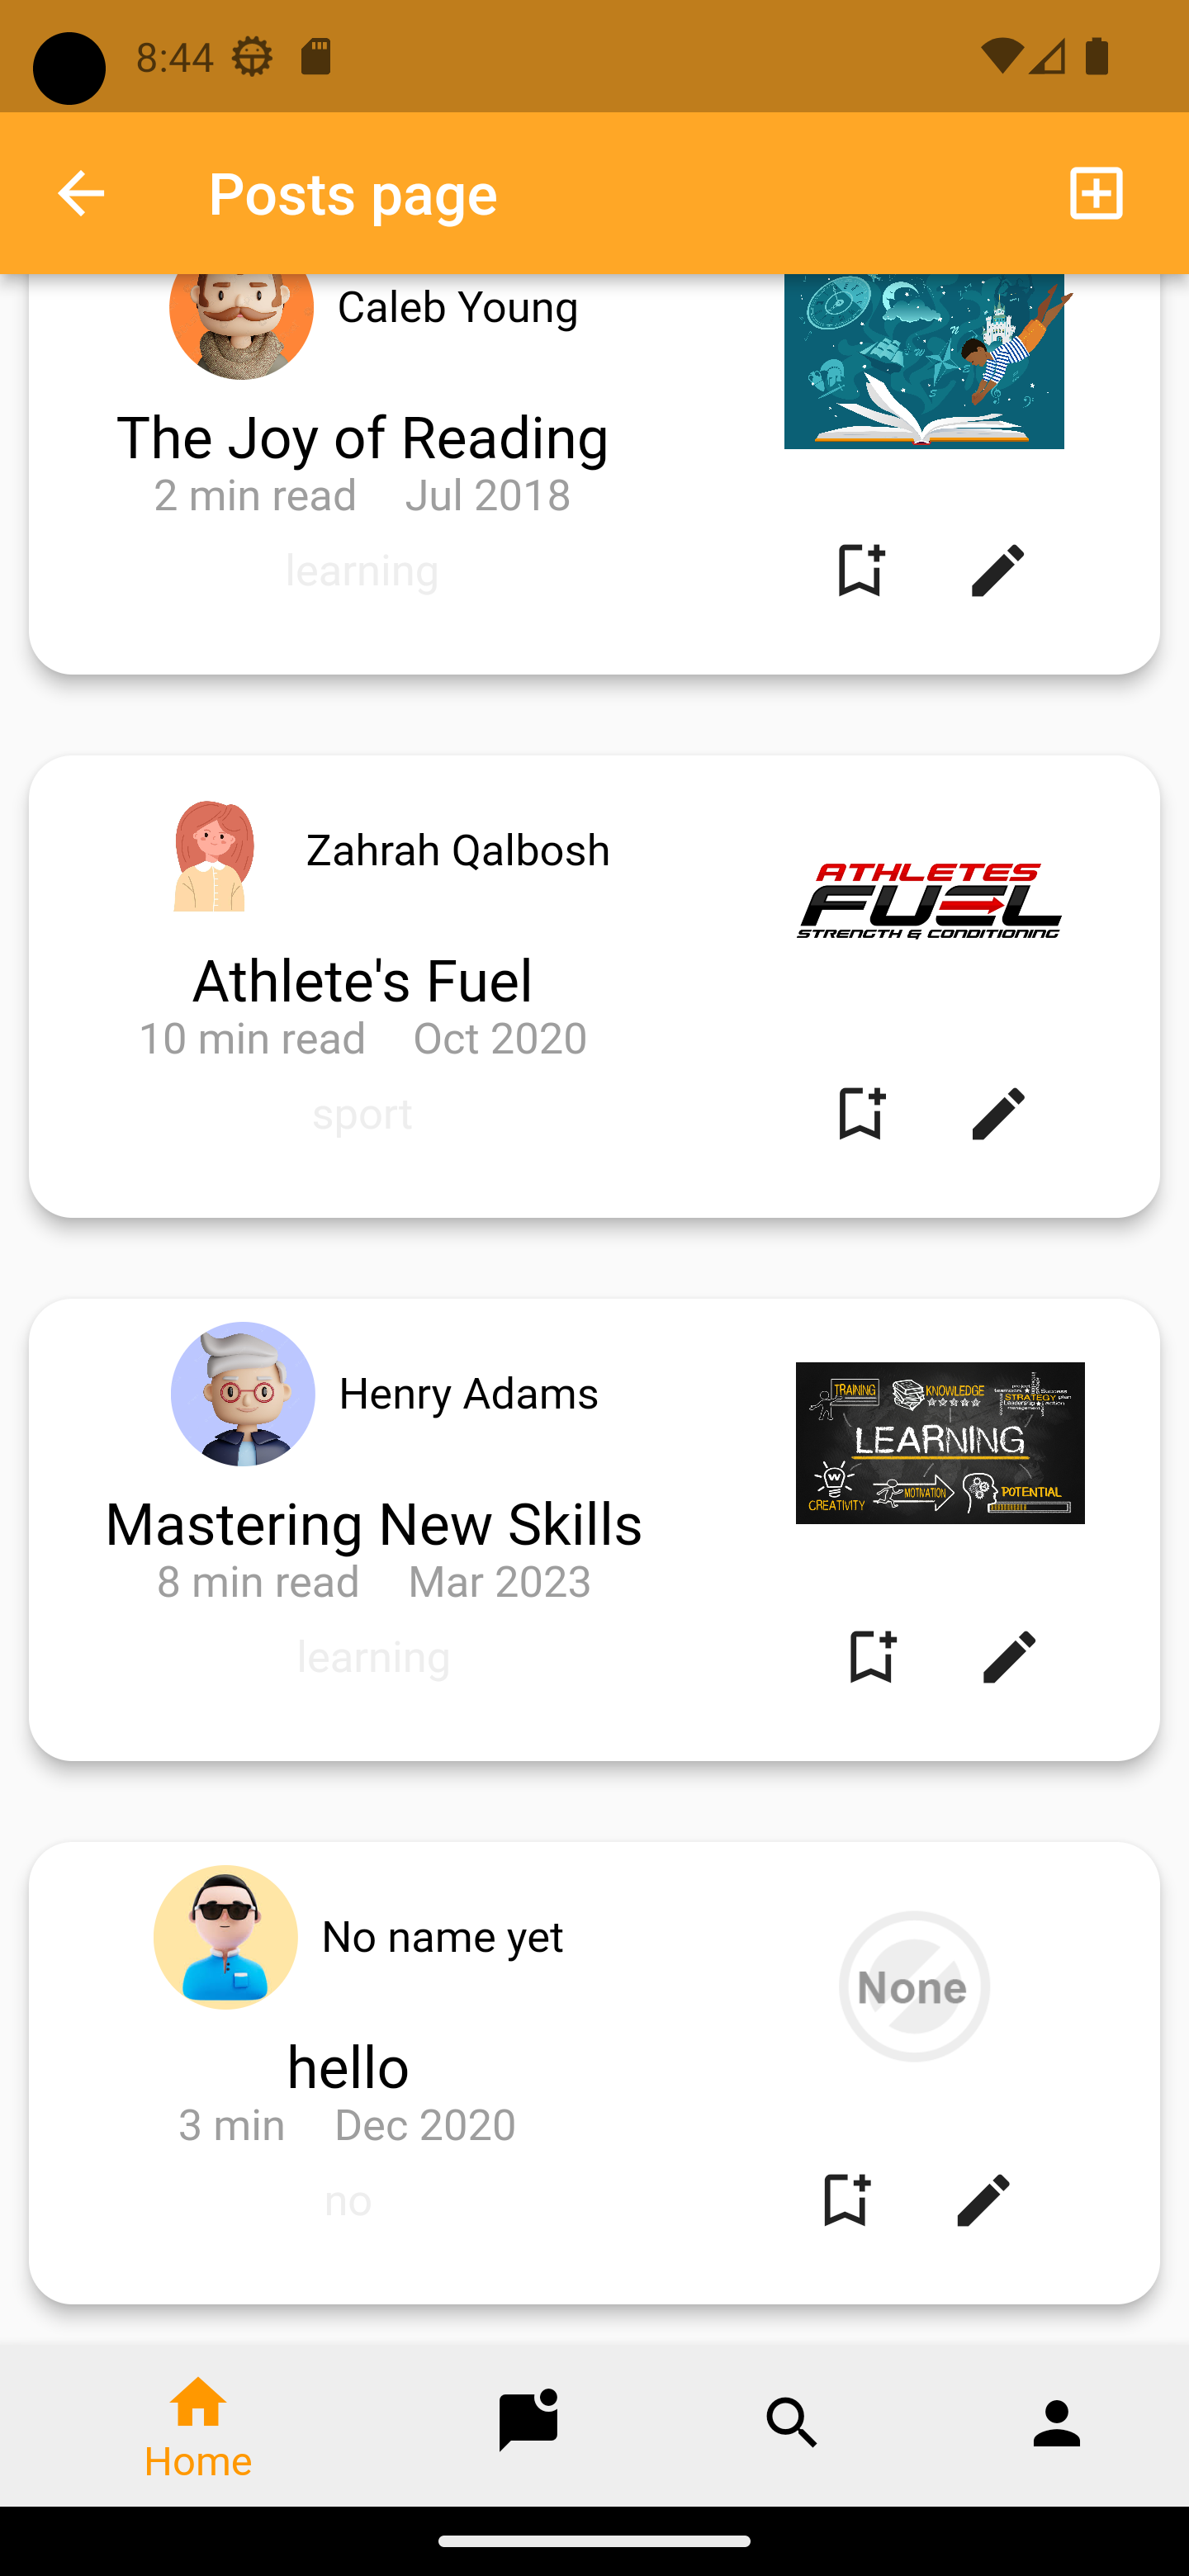 8:44
Posts page
Caleb Young
The Joy of Reading
2 min read Jul 2018
learning
Zahrah Qalbosh
ATHLETES
FUEL
STRENGTH & CONDITIONING
Athlete's Fuel
10 min read Oct 2020
sport
Henry Adams
TRAINING
KNOWLEDGE
STRATEGY
LEARNING
CREATIVITY
MOTIVATION
POTENTIAL
Mastering New Skills
8 min read Mar 2023
learning
No name yet
None
hello
3 min Dec 2020
no
Home